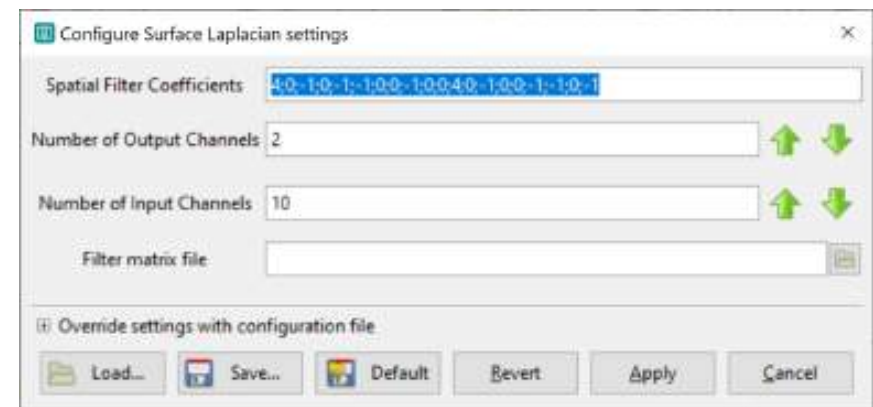 Configure Surface Laplacian settings
Spatial Filter Coefficients 4;0;-1;0;-1;-1;0;0;-1;0;0;4;0;-1;0;0;-1;-1;0;-1
Number of Output Channels 2
Number of Input Channels 10
Filter matrix file
Override settings with configuration file
Load... Save... Default Revert Apply Cancel